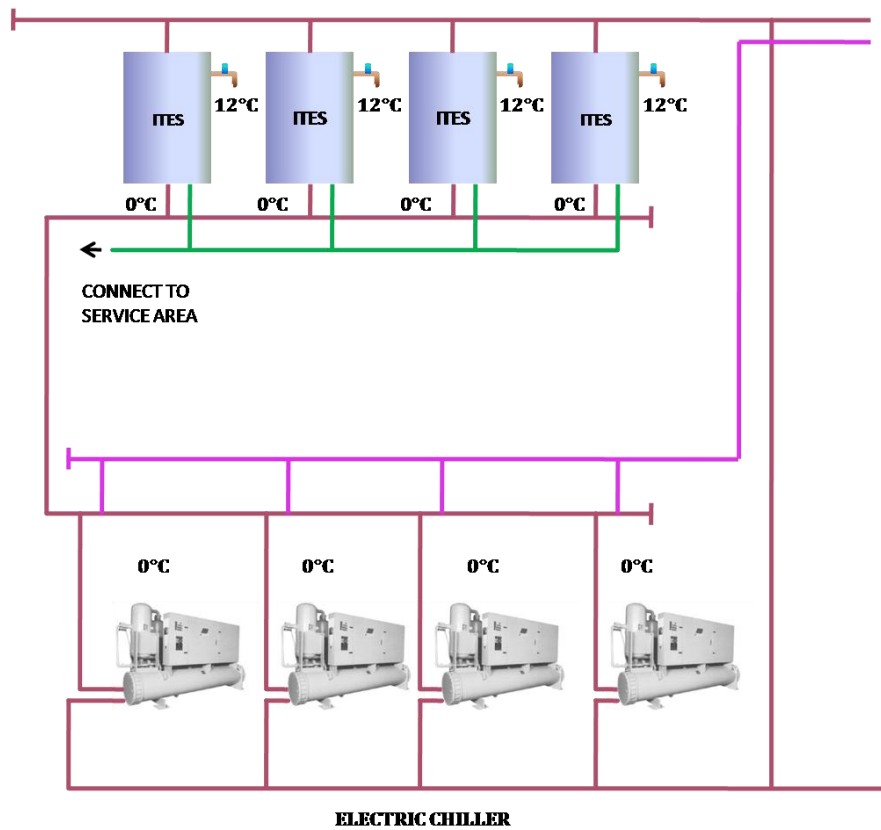 ITES
12°C
ITES
12°C
ITES
12°C
ITES
12°C
0°C
0°C
0°C
0°C
CONNECT TO
SERVICE AREA
0°C
0°C
0°C
0°C
ELECTRIC CHILLER